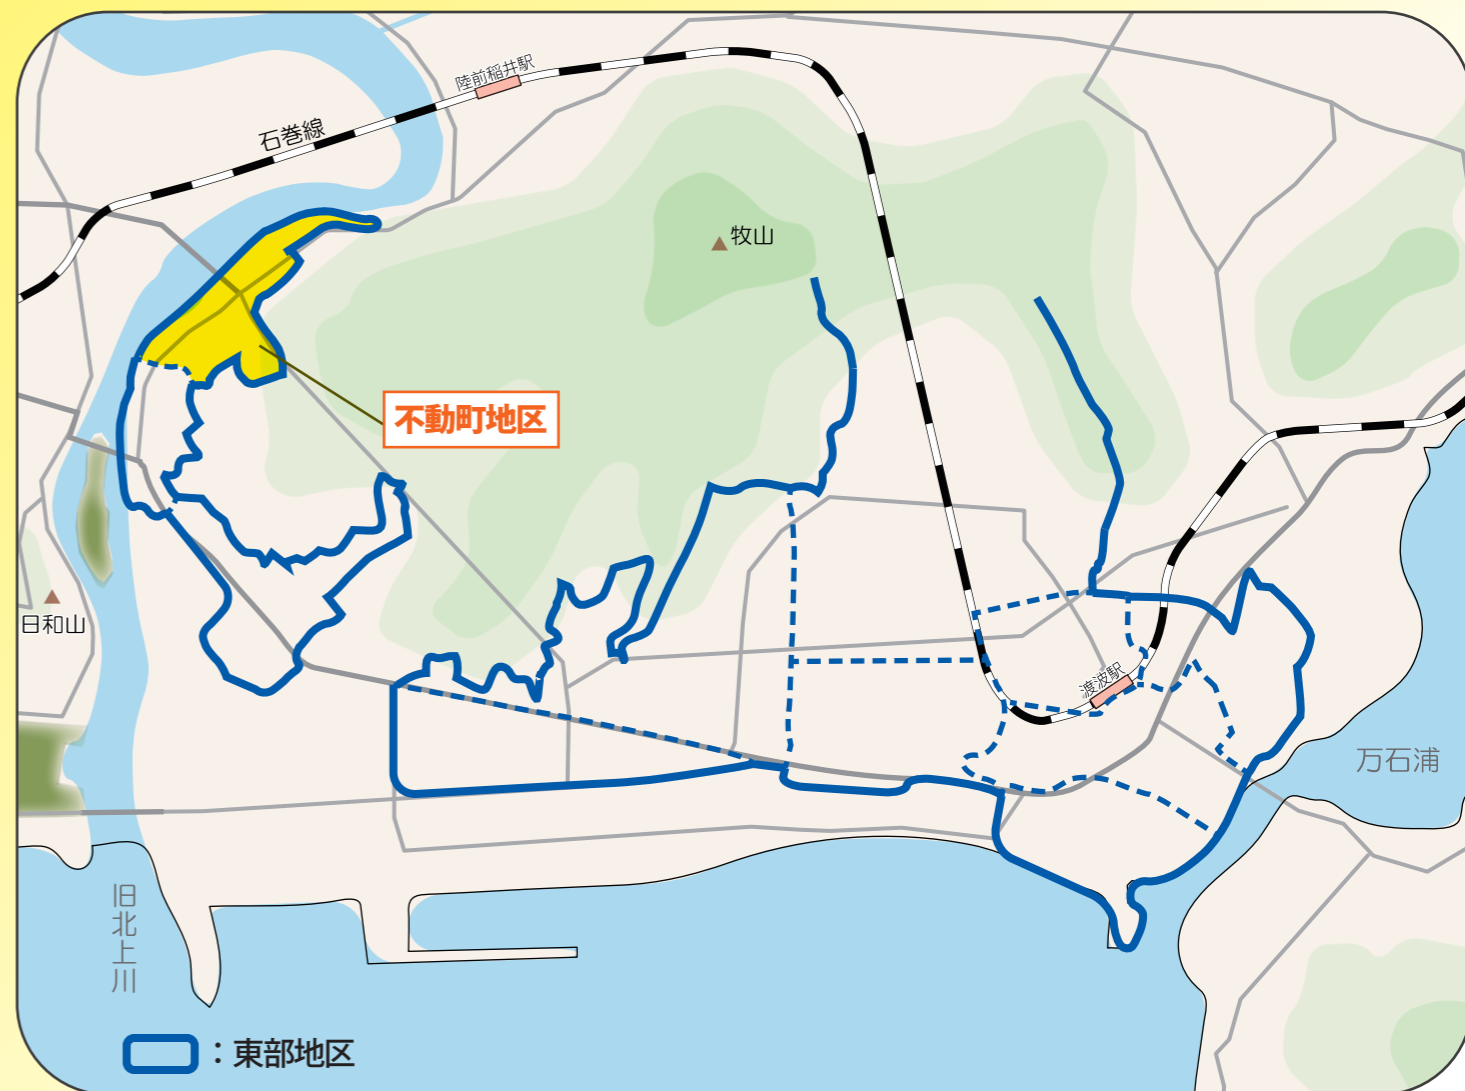 陸前稲井駅
石巻線
牧山
不動町地区
日和山
渡波駅
万石浦
旧北上川
：東部地区